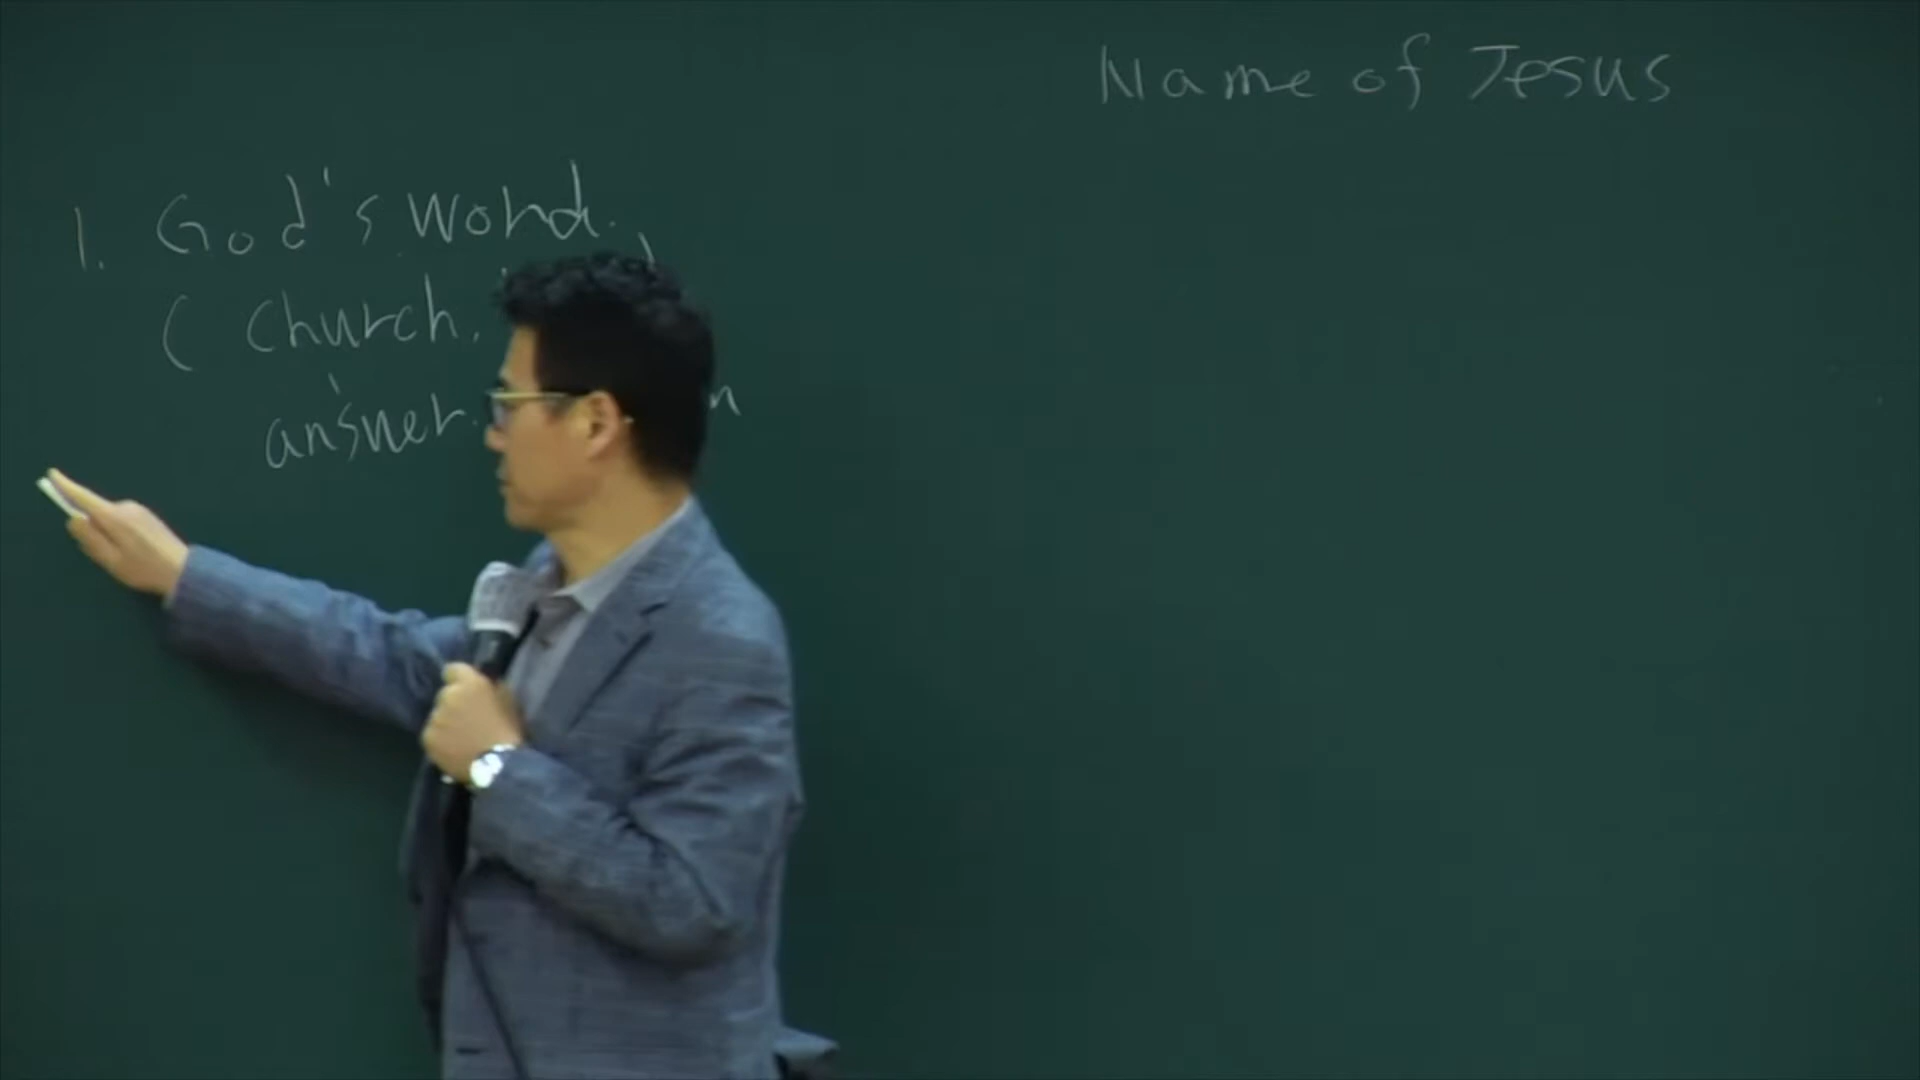 Name of Jesus
1. God's word.
( church.
answer.